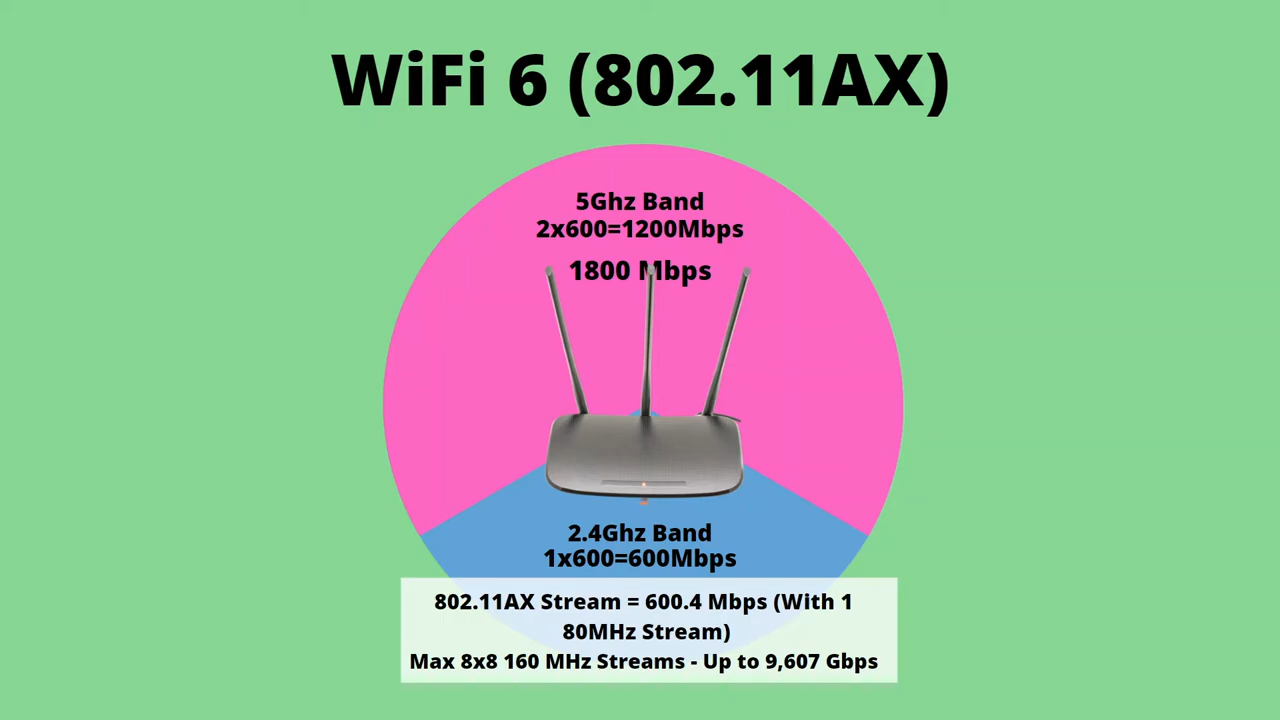 WiFi 6 (802.11AX)
5Ghz Band
2x600=1200Mbps
1800 Mbps
2.4Ghz Band
1x600=600Mbps
802.11AX Stream = 600.4 Mbps (With 1
80MHz Stream)
Max 8x8 160 MHz Streams - Up to 9,607 Gbps